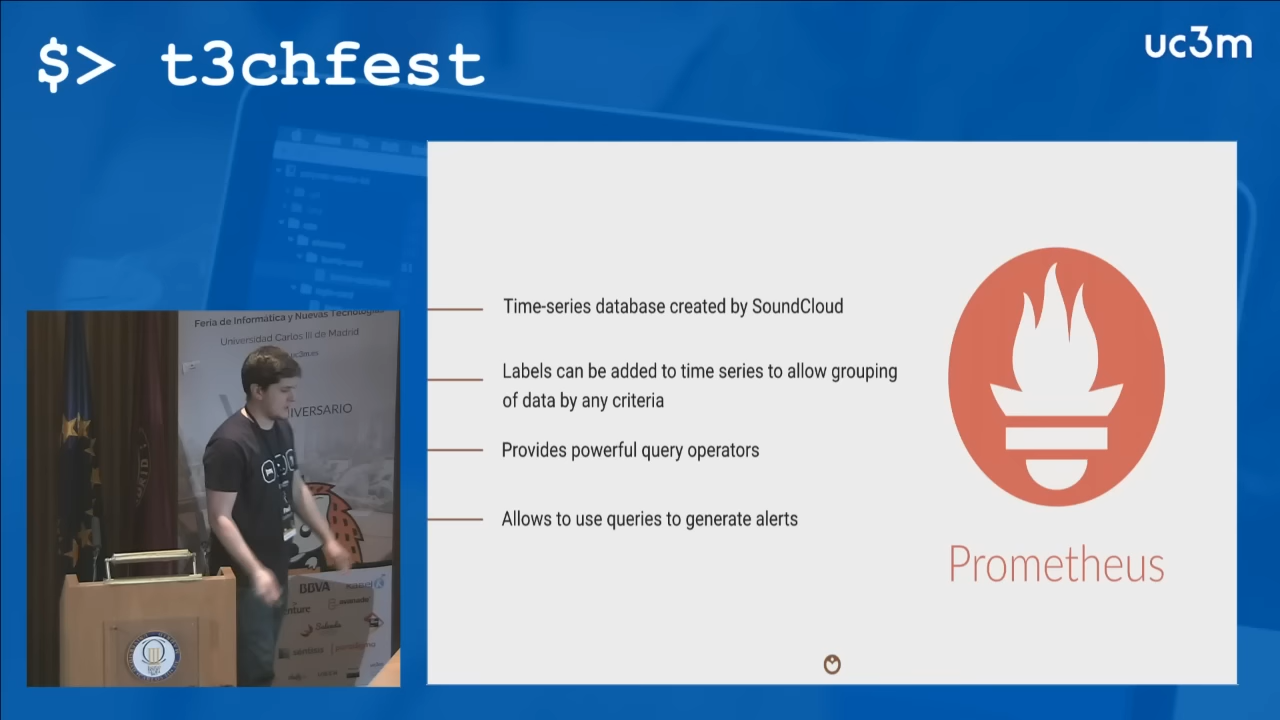 $> t3chfest
uc3m
Time-series database created by SoundCloud
Labels can be added to time series to allow grouping
of data by any criteria
Provides powerful query operators
Allows to use queries to generate alerts
Prometheus
Feria de Informática y Nuevas Tecnologías
Universidad Carlos III de Madrid
BBVA